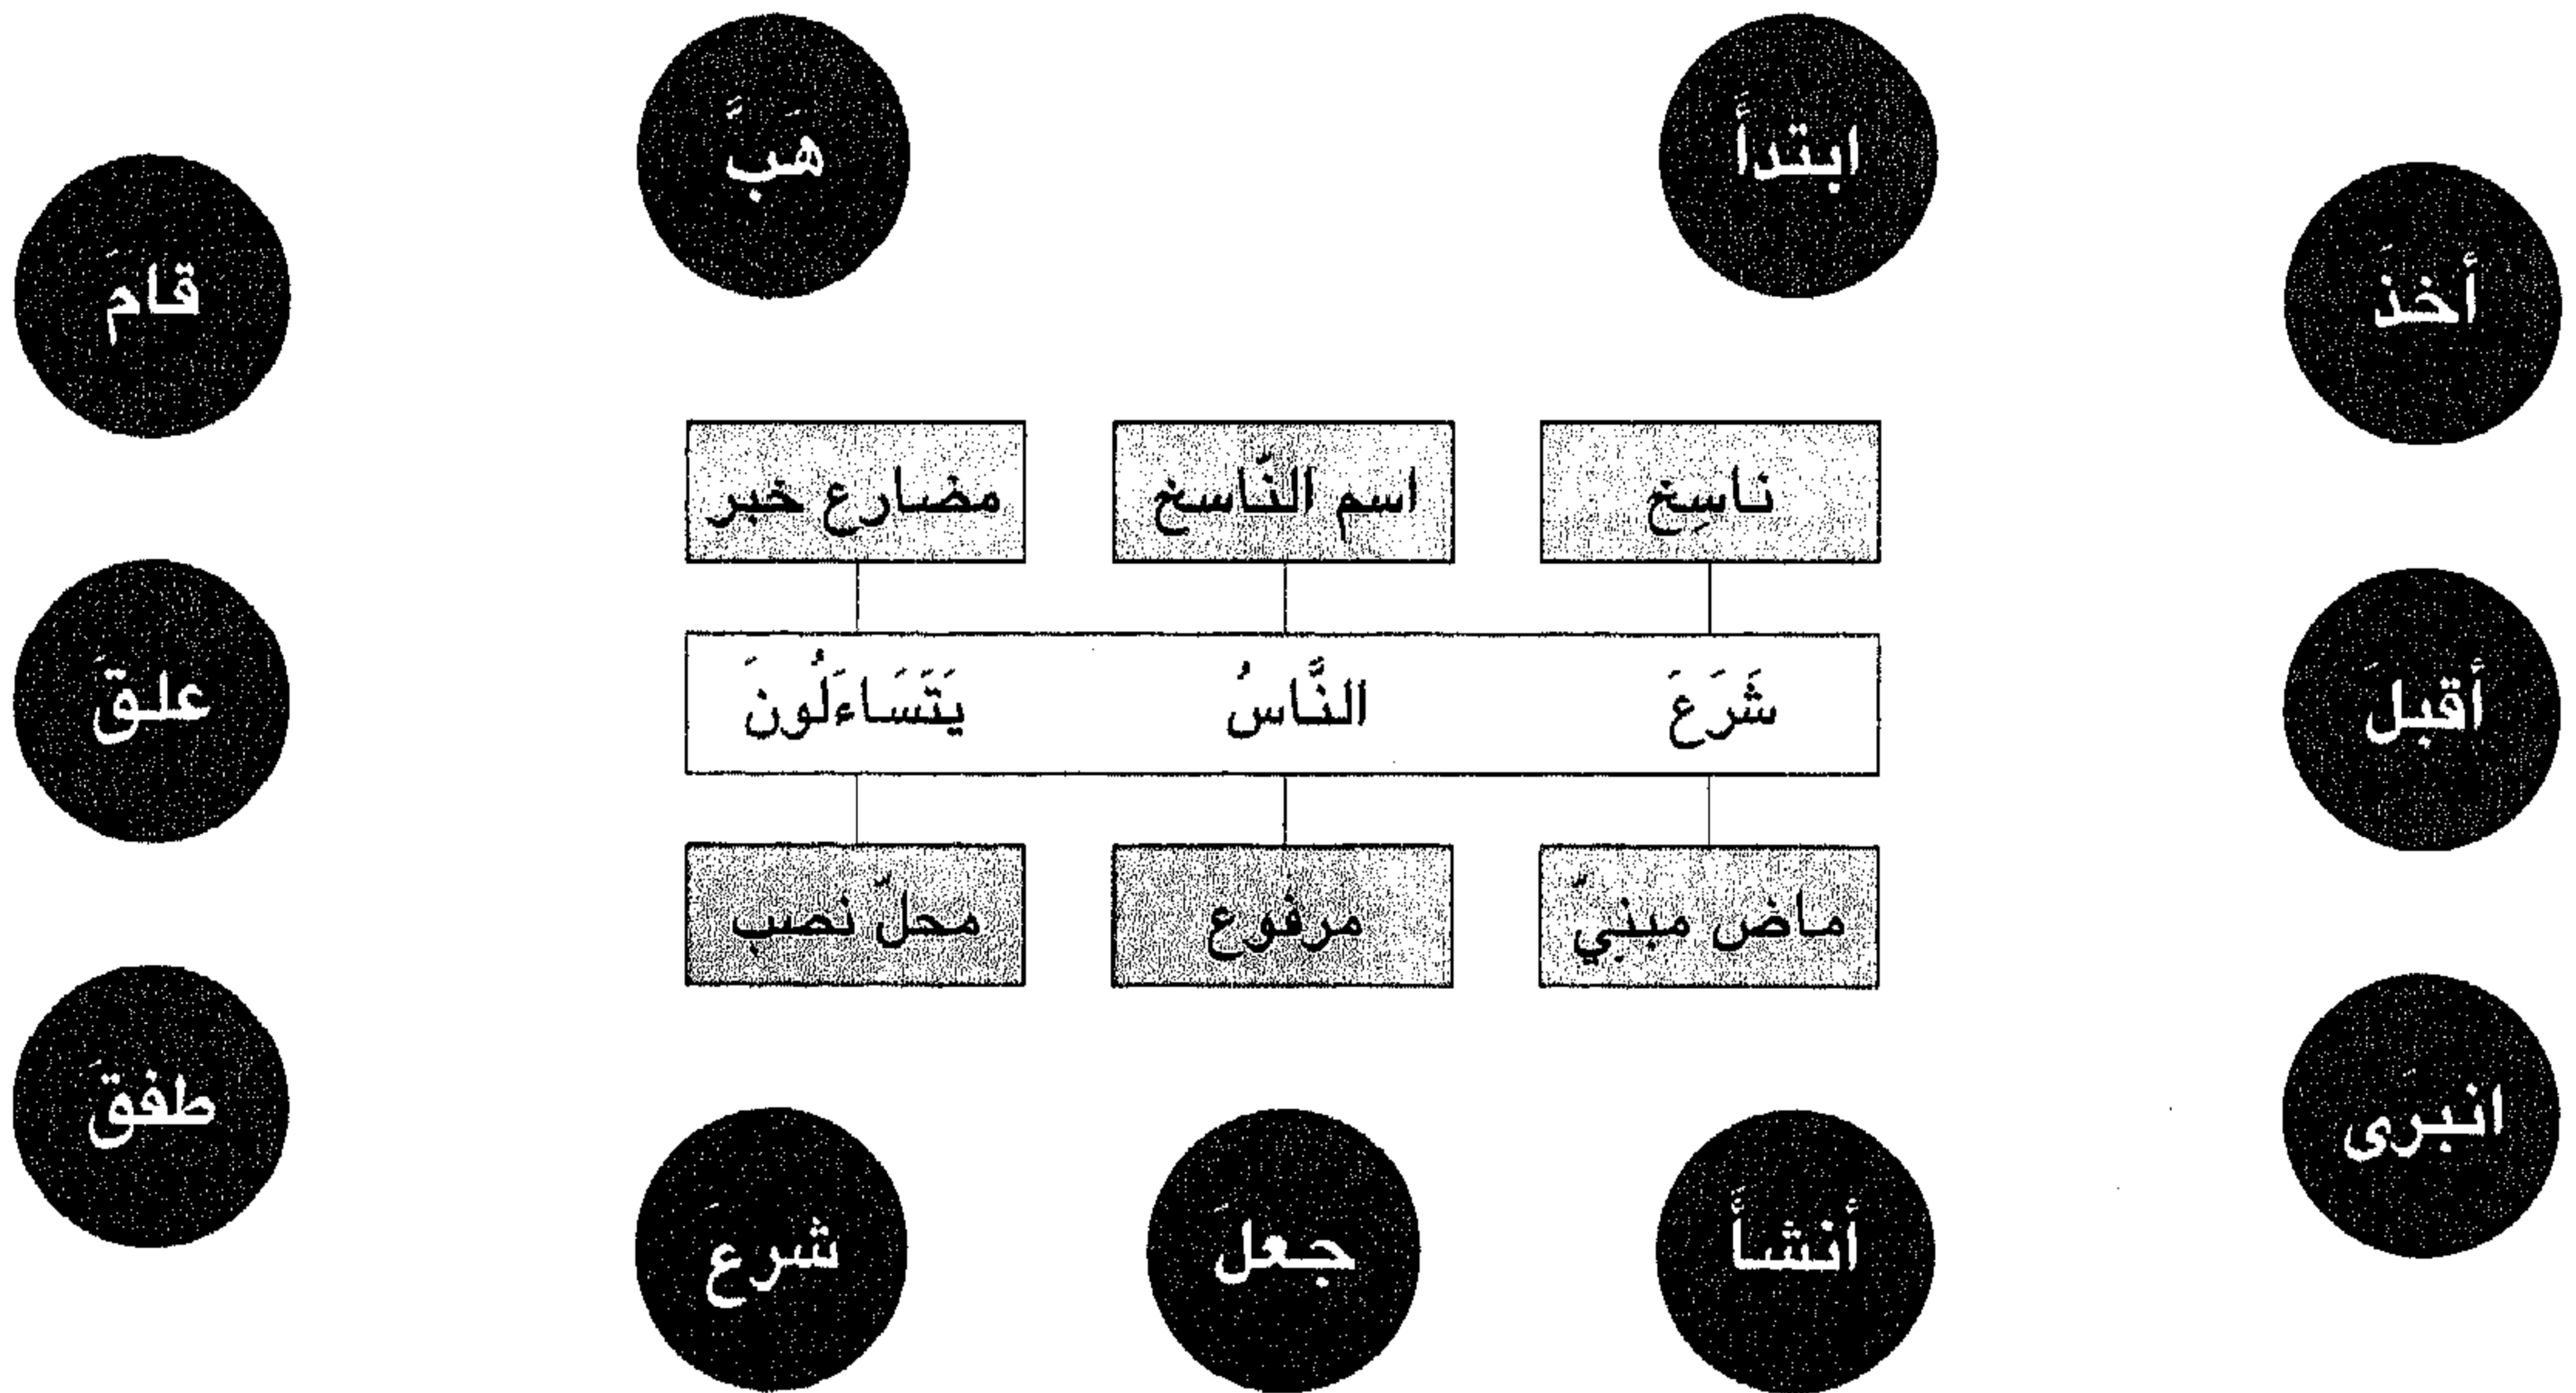 ابتدأَ
هَبَّ
أخذَ
قامَ
ناسِخ
اسم النّاسخ
مضارع خبر
أقبلَ
شَرَعَ النَّاسُ يَتَسَاءَلُونَ
علقَ
ماض مبنيّ
مرفوع
محلّ نصب
انبرَى
طفقَ
أنشأَ
جعلَ
شرعَ